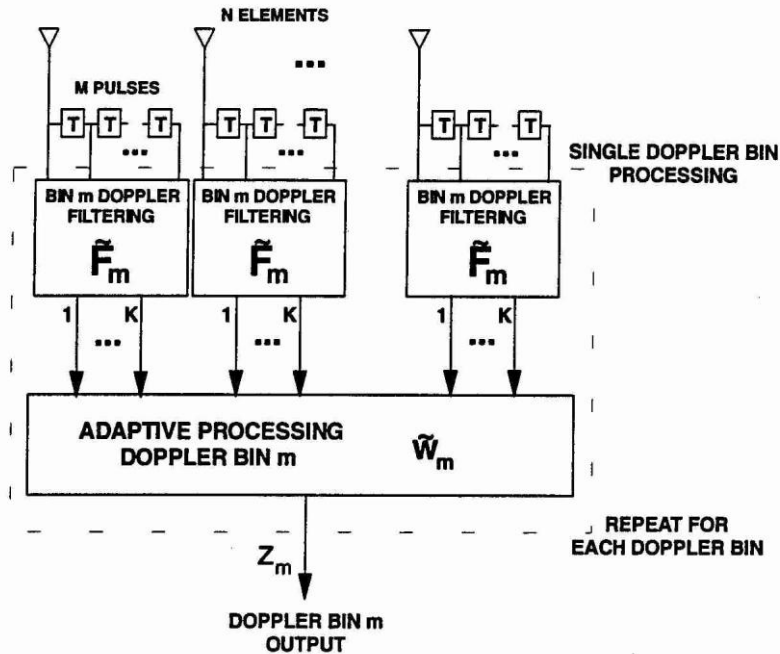 N ELEMENTS
...
M PULSES
T T T
...
T T T
...
T T T
...
SINGLE DOPPLER BIN
PROCESSING
BIN m DOPPLER
FILTERING
F̃m
BIN m DOPPLER
FILTERING
F̃m
BIN m DOPPLER
FILTERING
F̃m
1 K
...
1 K
...
...
1 K
...
ADAPTIVE PROCESSING
DOPPLER BIN m
W̃m
REPEAT FOR
EACH DOPPLER BIN
Zm
DOPPLER BIN m
OUTPUT